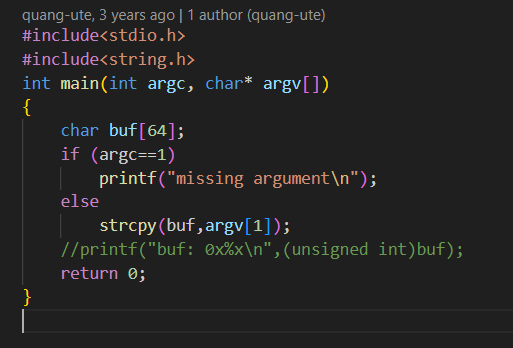 quang-ute, 3 years ago | 1 author (quang-ute)
#include<stdio.h>
#include<string.h>
int main(int argc, char* argv[])
{
    char buf[64];
    if (argc==1)
        printf("missing argument\n");
    else
        strcpy(buf,argv[1]);
    //printf("buf: 0x%x\n",(unsigned int)buf);
    return 0;
}